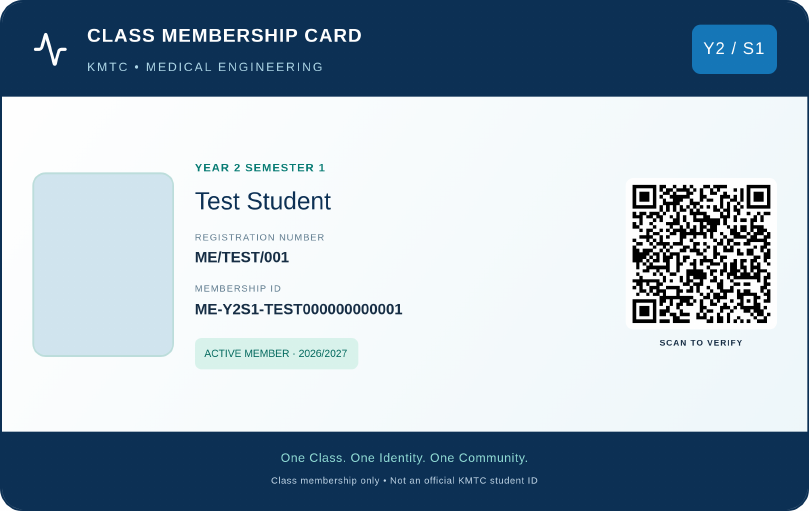 CLASS MEMBERSHIP CARD
KMTC • MEDICAL ENGINEERING
Y2 / S1
YEAR 2 SEMESTER 1
Test Student
REGISTRATION NUMBER
ME/TEST/001
MEMBERSHIP ID
ME-Y2S1-TEST000000000001
ACTIVE MEMBER · 2026/2027
SCAN TO VERIFY
One Class. One Identity. One Community.
Class membership only • Not an official KMTC student ID